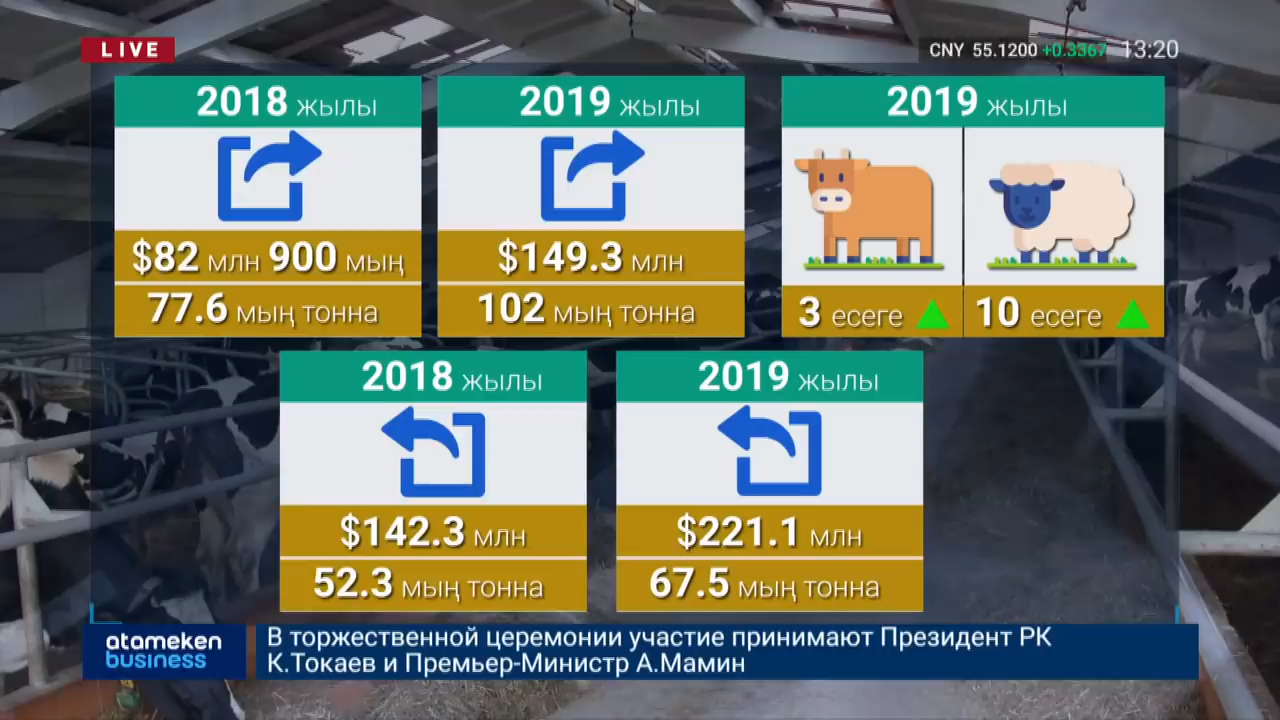 LIVE
CNY 55.1200 +0.3367 13:20
2018 жылы
$82 млн 900 мың
77.6 мың тонна
2019 жылы
$149.3 млн
102 мың тонна
2019 жылы
3 есеге
10 есеге
2018 жылы
$142.3 млн
52.3 мың тонна
2019 жылы
$221.1 млн
67.5 мың тонна
atameken
business
В торжественной церемонии участие принимают Президент РК
К.Токаев и Премьер-Министр А.Мамин